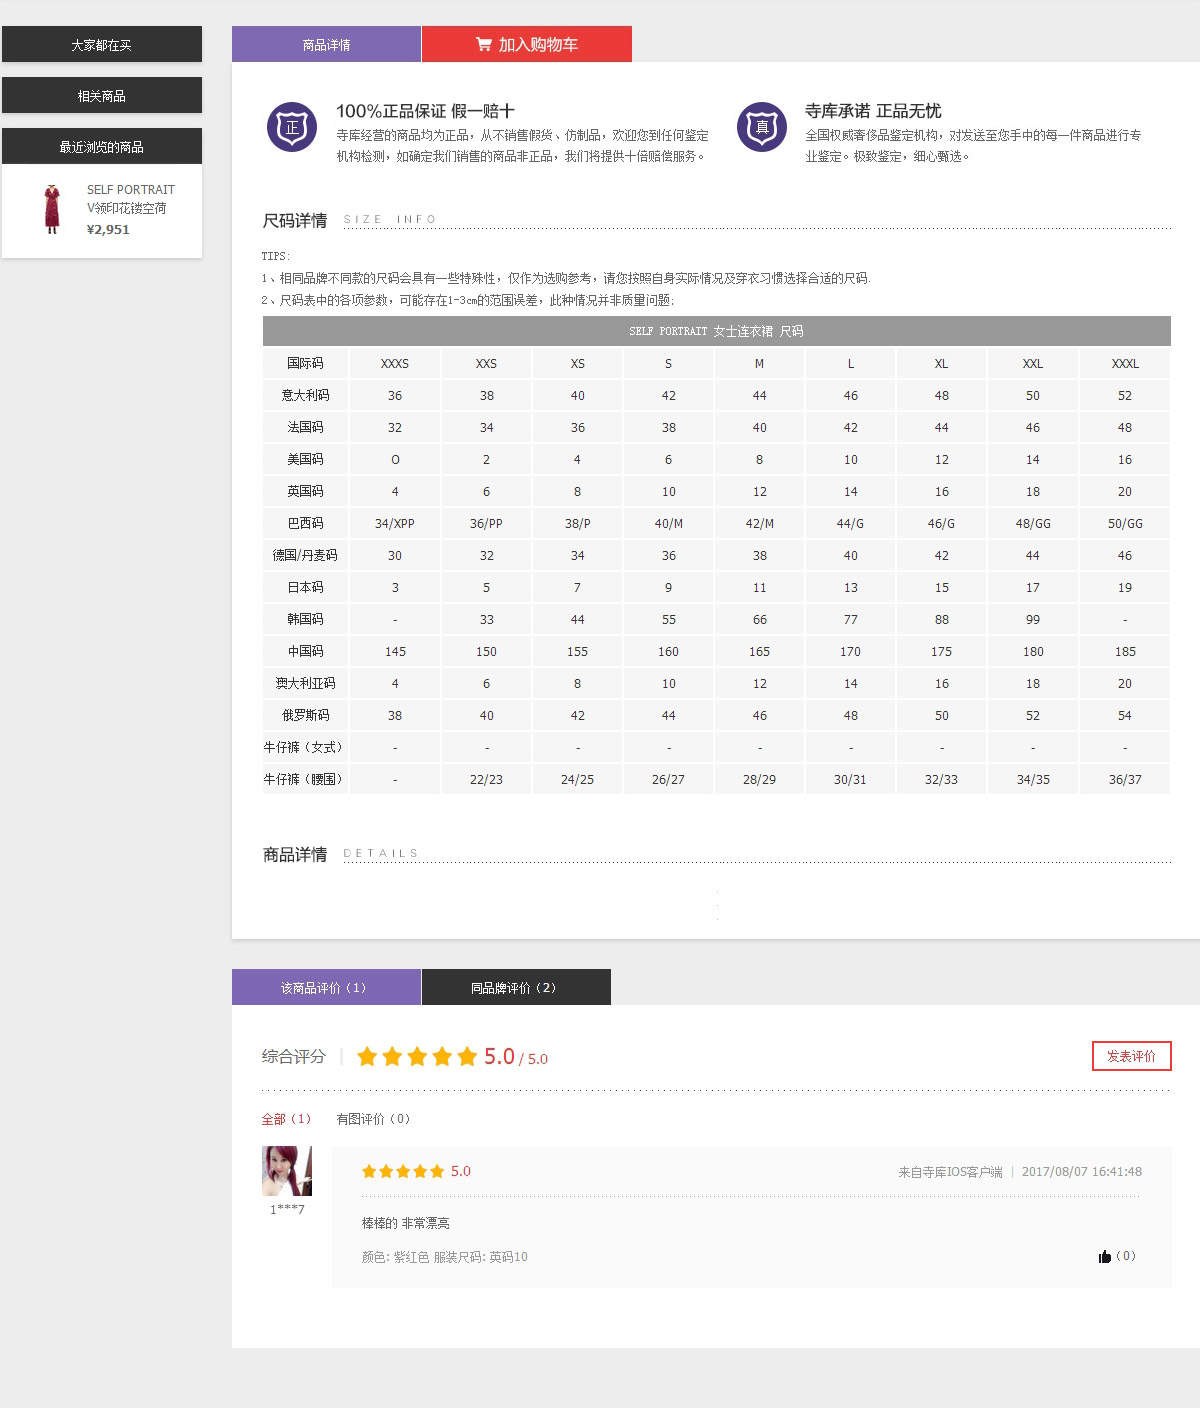 大家都在买
相关商品
最近浏览的商品
SELF PORTRAIT
V领印花镂空荷
¥2,951
商品详情 加入购物车
正
100%正品保证 假一赔十
寺库经营的商品均为正品，从不销售假货、仿制品，欢迎您到任何鉴定
机构检测，如确定我们销售的商品非正品，我们将提供十倍赔偿服务。
真
寺库承诺 正品无忧
全国权威奢侈品鉴定机构，对发送至您手中的每一件商品进行专
业鉴定。极致鉴定，细心甄选。
尺码详情 SIZE INFO
TIPS:
1、相同品牌不同款的尺码会具有一些特殊性，仅作为选购参考，请您按照自身实际情况及穿衣习惯选择合适的尺码.
2、尺码表中的各项参数，可能存在1-3cm的范围误差，此种情况并非质量问题;
SELF PORTRAIT 女士连衣裙 尺码
国际码 XXXS XXS XS S M L XL XXL XXXL
意大利码 36 38 40 42 44 46 48 50 52
法国码 32 34 36 38 40 42 44 46 48
美国码 O 2 4 6 8 10 12 14 16
英国码 4 6 8 10 12 14 16 18 20
巴西码 34/XPP 36/PP 38/P 40/M 42/M 44/G 46/G 48/GG 50/GG
德国/丹麦码 30 32 34 36 38 40 42 44 46
日本码 3 5 7 9 11 13 15 17 19
韩国码 - 33 44 55 66 77 88 99 -
中国码 145 150 155 160 165 170 175 180 185
澳大利亚码 4 6 8 10 12 14 16 18 20
俄罗斯码 38 40 42 44 46 48 50 52 54
牛仔裤（女式） - - - - - - - - -
牛仔裤（腰围） - 22/23 24/25 26/27 28/29 30/31 32/33 34/35 36/37
商品详情 DETAILS
该商品评价（1） 同品牌评价（2）
综合评分 | 5.0 / 5.0 发表评价
全部（1） 有图评价（0）
5.0 来自寺库IOS客户端 | 2017/08/07 16:41:48
1***7
棒棒的 非常漂亮
颜色: 紫红色 服装尺码: 英码10 （0）